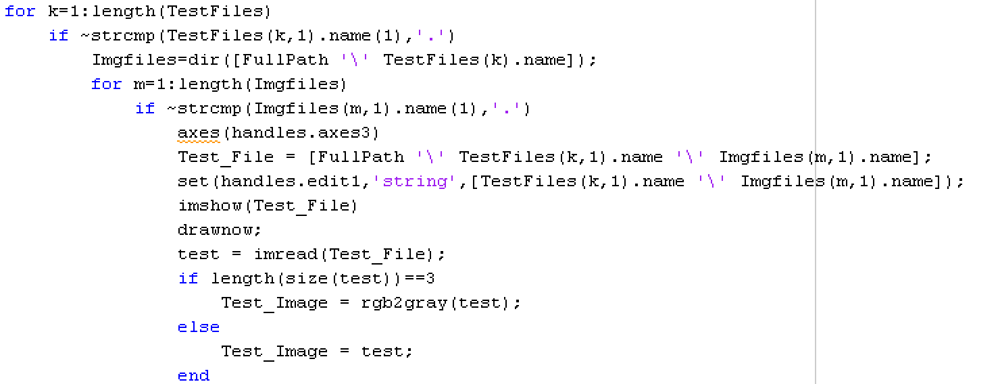 for k=1:length(TestFiles)
if ~strcmp(TestFiles(k,1).name(1),'.')
Imgfiles=dir([FullPath '\' TestFiles(k).name]);
for m=1:length(Imgfiles)
if ~strcmp(Imgfiles(m,1).name(1),'.')
axes(handles.axes3)
Test_File = [FullPath '\' TestFiles(k,1).name '\' Imgfiles(m,1).name];
set(handles.edit1,'string',[TestFiles(k,1).name '\' Imgfiles(m,1).name]);
imshow(Test_File)
drawnow;
test = imread(Test_File);
if length(size(test))==3
Test_Image = rgb2gray(test);
else
Test_Image = test;
end